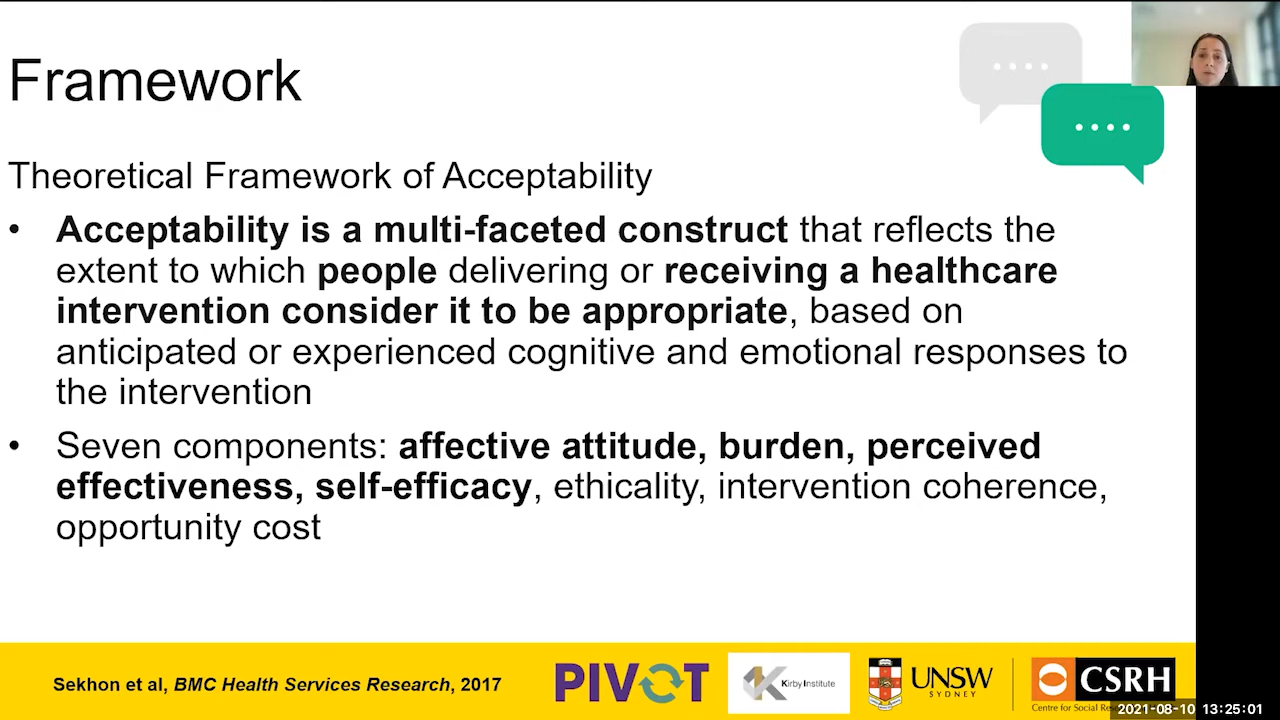 Framework
Theoretical Framework of Acceptability
• Acceptability is a multi-faceted construct that reflects the
extent to which people delivering or receiving a healthcare
intervention consider it to be appropriate, based on
anticipated or experienced cognitive and emotional responses to
the intervention
• Seven components: affective attitude, burden, perceived
effectiveness, self-efficacy, ethicality, intervention coherence,
opportunity cost
Sekhon et al, BMC Health Services Research, 2017
PIVOT
Kirby Institute
UNSW
SYDNEY
CSRH
Centre for Social
2021-08-10 13:25:01